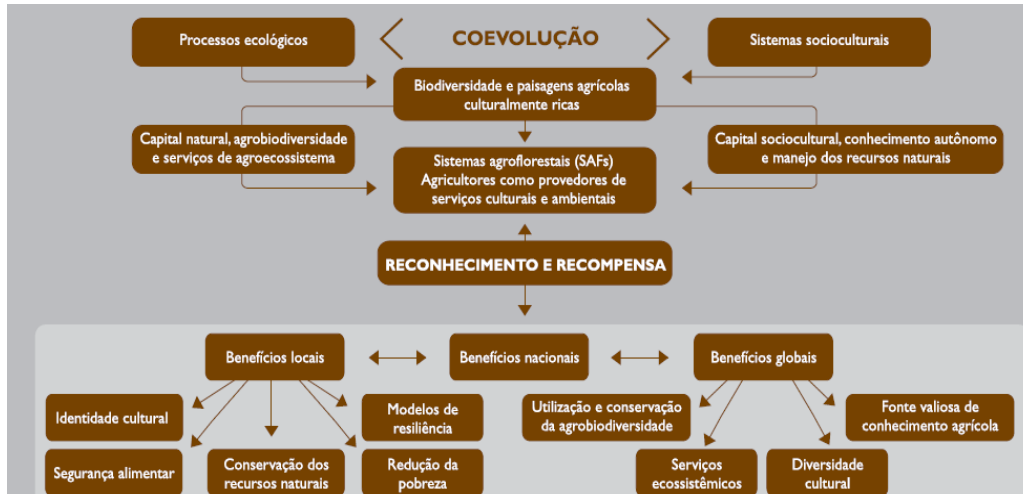 Processos ecológicos
COEVOLUÇÃO
Sistemas socioculturais
Biodiversidade e paisagens agrícolas
culturalmente ricas
Capital natural, agrobiodiversidade
e serviços de agroecossistema
Capital sociocultural, conhecimento autônomo
e manejo dos recursos naturais
Sistemas agroflorestais (SAFs)
Agricultores como provedores de
serviços culturais e ambientais
RECONHECIMENTO E RECOMPENSA
Benefícios locais
Benefícios nacionais
Benefícios globais
Identidade cultural
Modelos de
resiliência
Utilização e conservação
da agrobiodiversidade
Fonte valiosa de
conhecimento agrícola
Segurança alimentar
Conservação dos
recursos naturais
Redução da
pobreza
Serviços
ecossistêmicos
Diversidade
cultural